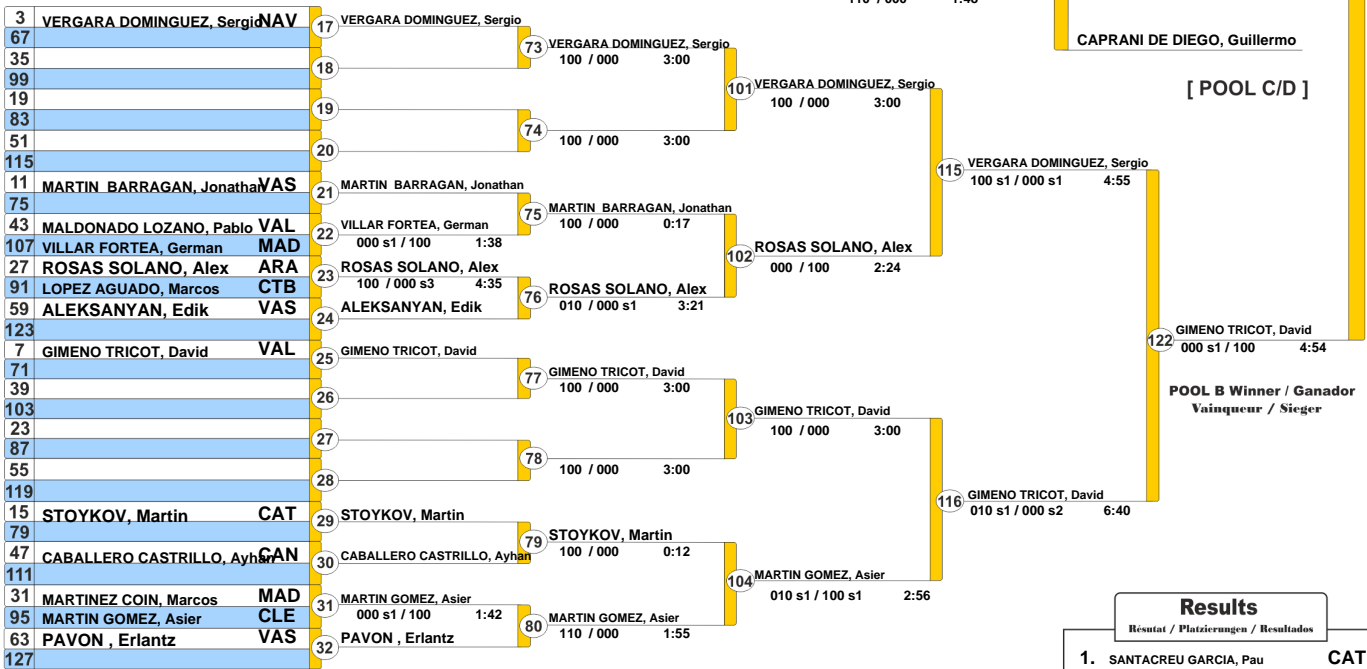 110 / 000 1:48
CAPRANI DE DIEGO, Guillermo
[ POOL C/D ]
3 VERGARA DOMINGUEZ, Sergio NAV
67
35
99
19
83
51
115
11 MARTIN BARRAGAN, Jonathan VAS
75
43 MALDONADO LOZANO, Pablo VAL
107 VILLAR FORTEA, German MAD
27 ROSAS SOLANO, Alex ARA
91 LOPEZ AGUADO, Marcos CTB
59 ALEKSANYAN, Edik VAS
123
7 GIMENO TRICOT, David VAL
71
39
103
23
87
55
119
15 STOYKOV, Martin CAT
79
47 CABALLERO CASTRILLO, Ayhan CAN
111
31 MARTINEZ COIN, Marcos MAD
95 MARTIN GOMEZ, Asier CLE
63 PAVON , Erlantz VAS
127
17 VERGARA DOMINGUEZ, Sergio
18
19
20
21 MARTIN BARRAGAN, Jonathan
22 VILLAR FORTEA, German
000 s1 / 100 1:38
23 ROSAS SOLANO, Alex
100 / 000 s3 4:35
24 ALEKSANYAN, Edik
25 GIMENO TRICOT, David
26
27
28
29 STOYKOV, Martin
30 CABALLERO CASTRILLO, Ayhan
31 MARTIN GOMEZ, Asier
000 s1 / 100 1:42
32 PAVON , Erlantz
73 VERGARA DOMINGUEZ, Sergio
100 / 000 3:00
74
100 / 000 3:00
75 MARTIN BARRAGAN, Jonathan
100 / 000 0:17
76 ROSAS SOLANO, Alex
010 / 000 s1 3:21
77 GIMENO TRICOT, David
100 / 000 3:00
78
100 / 000 3:00
79 STOYKOV, Martin
100 / 000 0:12
80 MARTIN GOMEZ, Asier
110 / 000 1:55
101 VERGARA DOMINGUEZ, Sergio
100 / 000 3:00
102 ROSAS SOLANO, Alex
000 / 100 2:24
103 GIMENO TRICOT, David
100 / 000 3:00
104 MARTIN GOMEZ, Asier
010 s1 / 100 s1 2:56
115 VERGARA DOMINGUEZ, Sergio
100 s1 / 000 s1 4:55
116 GIMENO TRICOT, David
010 s1 / 000 s2 6:40
122 GIMENO TRICOT, David
000 s1 / 100 4:54
POOL B Winner / Ganador
Vainqueur / Sieger
Results
Résutat / Platzierungen / Resultados
1. SANTACREU GARCIA, Pau CAT